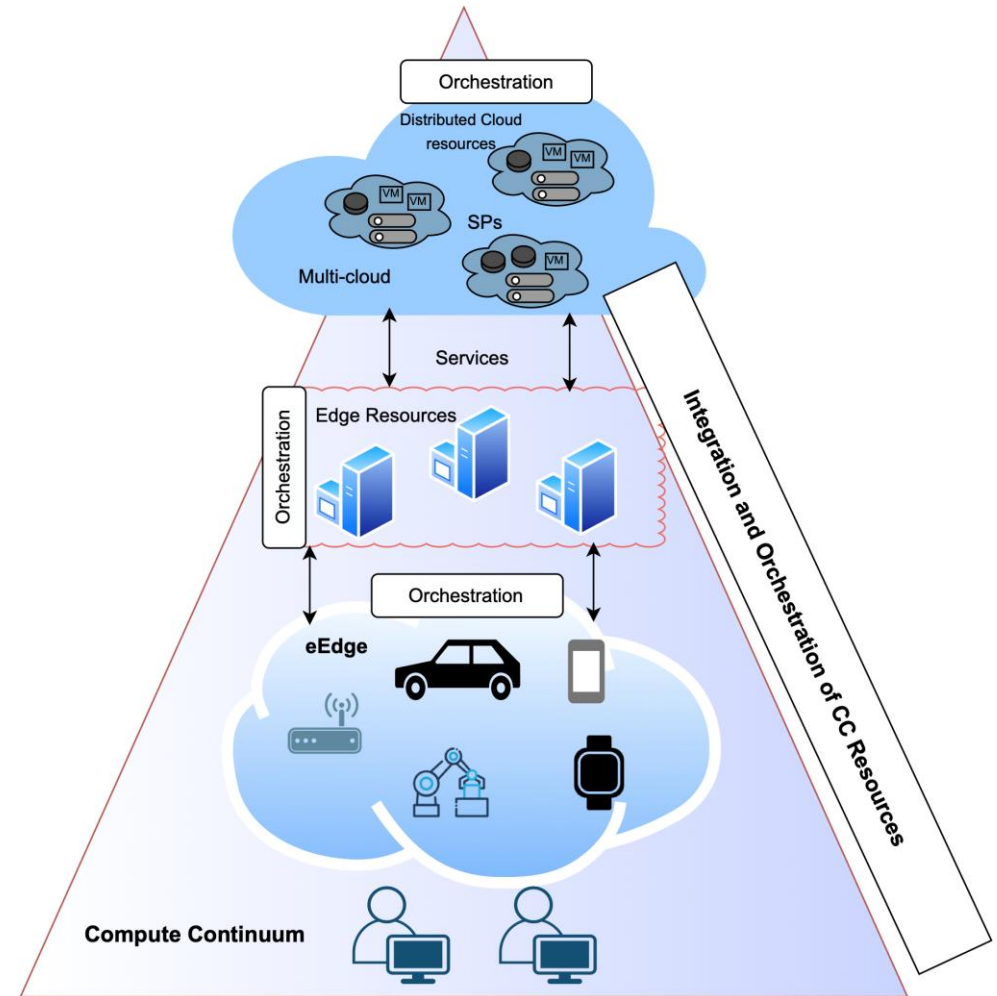 Orchestration
Distributed Cloud
resources
VM
VM
VM
VM
SPs
VM
Multi-cloud
Services
Orchestration
Edge Resources
Integration and Orchestration of CC Resources
Orchestration
eEdge
Compute Continuum